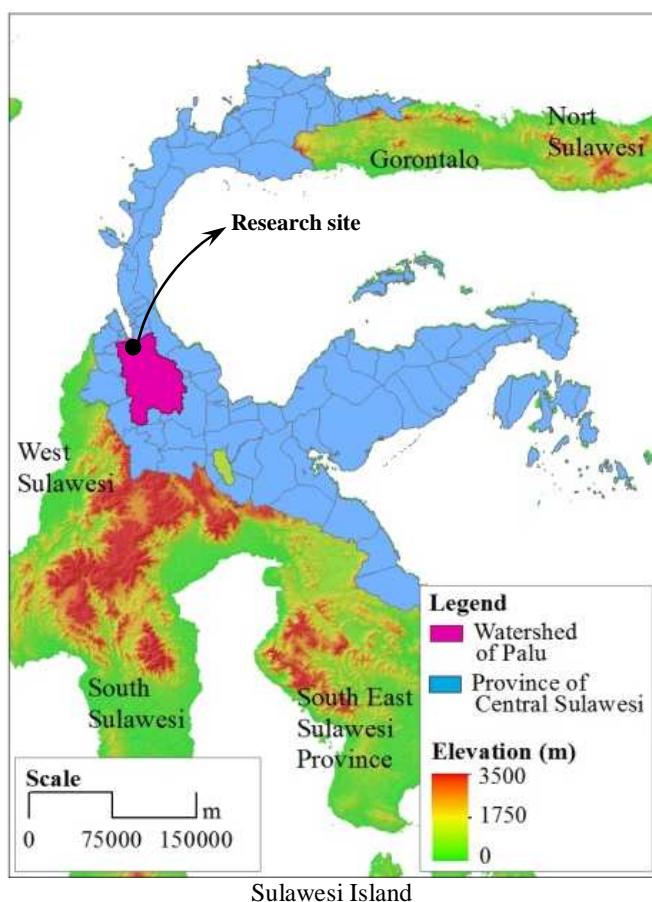 Nort
Sulawesi
Gorontalo
Research site
West
Sulawesi
South
Sulawesi
South East
Sulawesi
Province
Legend
Watershed
of Palu
Province of
Central Sulawesi
Elevation (m)
3500
1750
0
Scale
m
0 75000 150000
Sulawesi Island